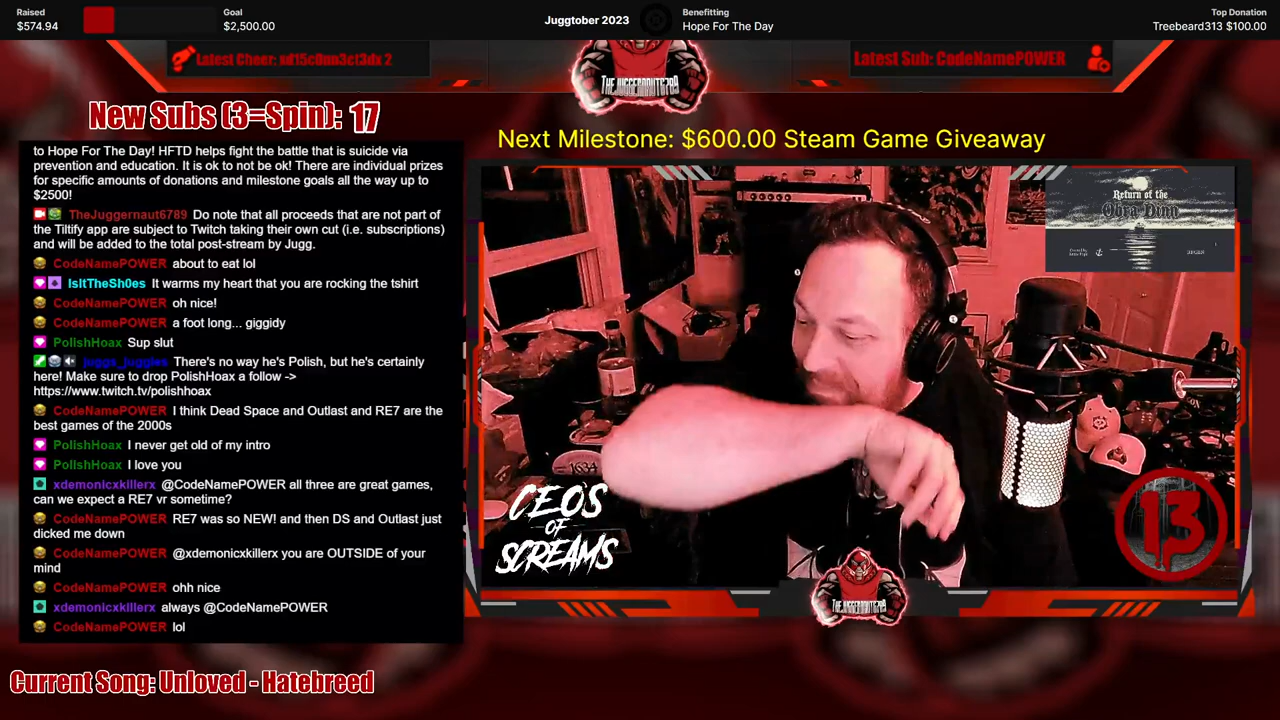 Raised
$574.94
Goal
$2,500.00
Juggtober 2023
Benefitting
Hope For The Day
Top Donation
Treebeard313 $100.00
Latest Cheer: xd15c0nn3ct3dx 2
Latest Sub: CodeNamePOWER
THEJUGGERNAUT6789
New Subs (3=Spin): 17
Next Milestone: $600.00 Steam Game Giveaway
to Hope For The Day! HFTD helps fight the battle that is suicide via
prevention and education. It is ok to not be ok! There are individual prizes
for specific amounts of donations and milestone goals all the way up to
$2500!
TheJuggernaut6789 Do note that all proceeds that are not part of
the Tiltify app are subject to Twitch taking their own cut (i.e. subscriptions)
and will be added to the total post-stream by Jugg.
CodeNamePOWER about to eat lol
IsItTheSh0es It warms my heart that you are rocking the tshirt
CodeNamePOWER oh nice!
CodeNamePOWER a foot long... giggidy
PolishHoax Sup slut
juggs_juggies There's no way he's Polish, but he's certainly
here! Make sure to drop PolishHoax a follow ->
https://www.twitch.tv/polishhoax
CodeNamePOWER I think Dead Space and Outlast and RE7 are the
best games of the 2000s
PolishHoax I never get old of my intro
PolishHoax I love you
xdemonicxkillerx @CodeNamePOWER all three are great games,
can we expect a RE7 vr sometime?
CodeNamePOWER RE7 was so NEW! and then DS and Outlast just
dicked me down
CodeNamePOWER @xdemonicxkillerx you are OUTSIDE of your
mind
CodeNamePOWER ohh nice
xdemonicxkillerx always @CodeNamePOWER
CodeNamePOWER lol
Return of the
Obra Dinn
1634
CEO'S
OF
SCREAMS
13
THEJUGGERNAUT6789
Current Song: Unloved - Hatebreed